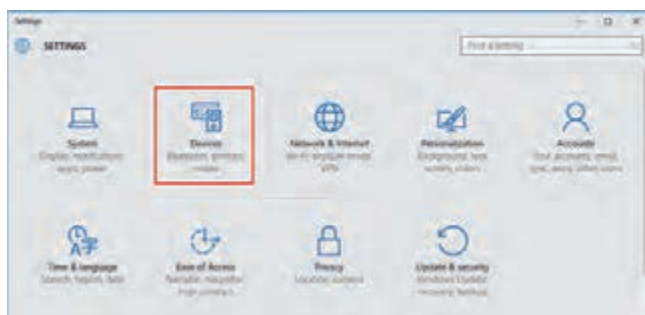 Settings
SETTINGS
Find a setting
System
Display, notifications,
apps, power
Devices
Bluetooth, printers,
mouse
Network & Internet
Wi-Fi, airplane mode,
VPN
Personalization
Background, lock
screen, colors
Accounts
Your accounts, email,
sync, work, other users
Time & language
Speech, region, date
Ease of Access
Narrator, magnifier,
high contrast
Privacy
Location, camera
Update & security
Windows Update,
recovery, backup